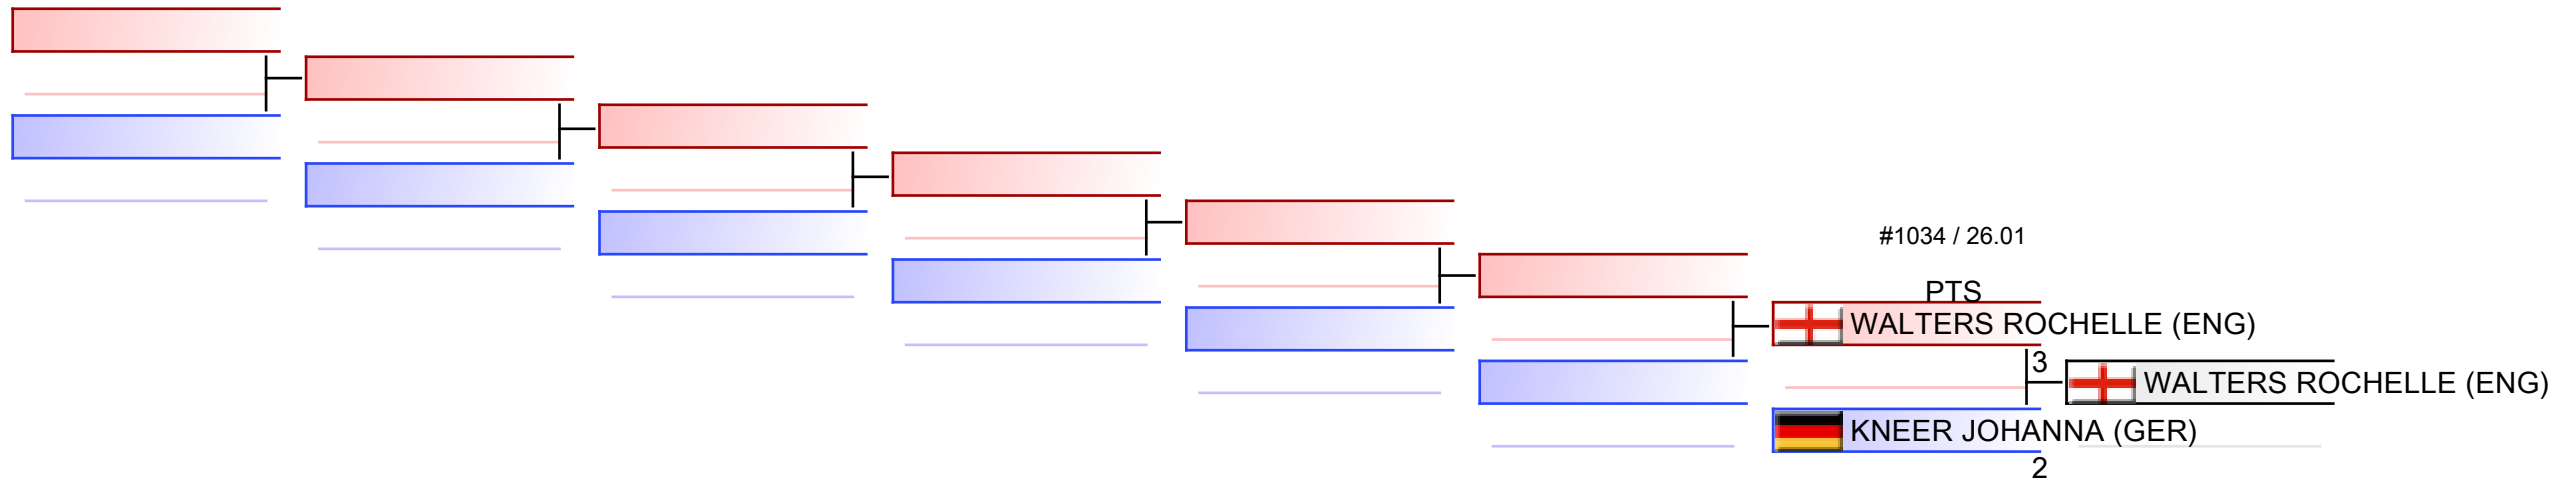 #1034 / 26.01
PTS
WALTERS ROCHELLE (ENG)
3
WALTERS ROCHELLE (ENG)
KNEER JOHANNA (GER)
2